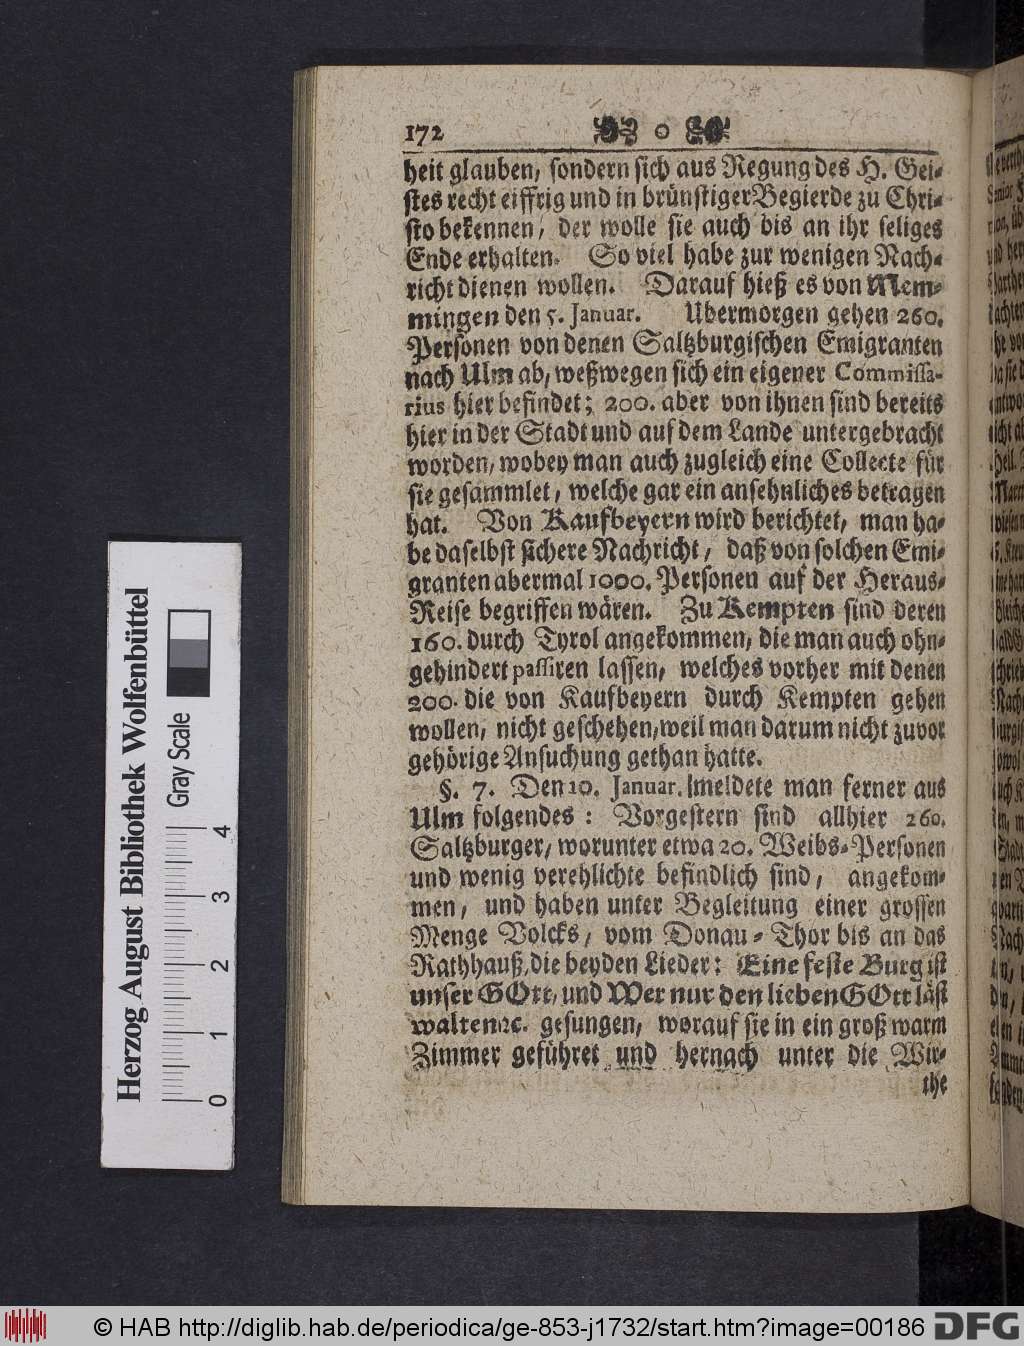 172
heit glauben, sondern sich aus Regung des H. Gei-
stes recht eiffrig und in brünstiger Begierde zu Chri-
sto bekennen, der wolle sie auch bis an ihr seliges
Ende erhalten. So viel habe zur wenigen Nach-
richt dienen wollen. Darauf hieß es von Mem-
mingen den 5. Januar. Ubermorgen gehen 260.
Personen von denen Saltzburgischen Emigranten
nach Ulm ab, weßwegen sich ein eigener Commissa-
rius hier befindet; 200. aber von ihnen sind bereits
hier in der Stadt und auf dem Lande untergebracht
worden, wobey man auch zugleich eine Collecte für
sie gesammlet, welche gar ein ansehnliches betragen
hat. Von Kaufbeyern wird berichtet, man ha-
be daselbst sichere Nachricht, daß von solchen Emi-
granten abermal 1000. Personen auf der Heraus-
Reise begriffen wären. Zu Kempten sind deren
160. durch Tyrol angekommen, die man auch ohn-
gehindert passiren lassen, welches vorher mit denen
200. die von Kaufbeyern durch Kempten gehen
wollen, nicht geschehen, weil man darum nicht zuvor
gehörige Ansuchung gethan hatte.
§. 7. Den 10. Januar. meldete man ferner aus
Ulm folgendes: Vorgestern sind allhier 260.
Saltzburger, worunter etwa 20. Weibs-Personen
und wenig verehlichte befindlich sind, angekom-
men, und haben unter Begleitung einer grossen
Menge Volcks, vom Donau-Thor bis an das
Rathhauß, die beyden Lieder: Eine feste Burg ist
unser GOtt, und Wer nur den lieben GOtt läst
walten ꝛc. gesungen, worauf sie in ein groß warm
Zimmer geführet und hernach unter die Wir-
the
Herzog August Bibliothek Wolfenbüttel
Gray Scale
0 1 2 3 4
© HAB http://diglib.hab.de/periodica/ge-853-j1732/start.htm?image=00186
DFG